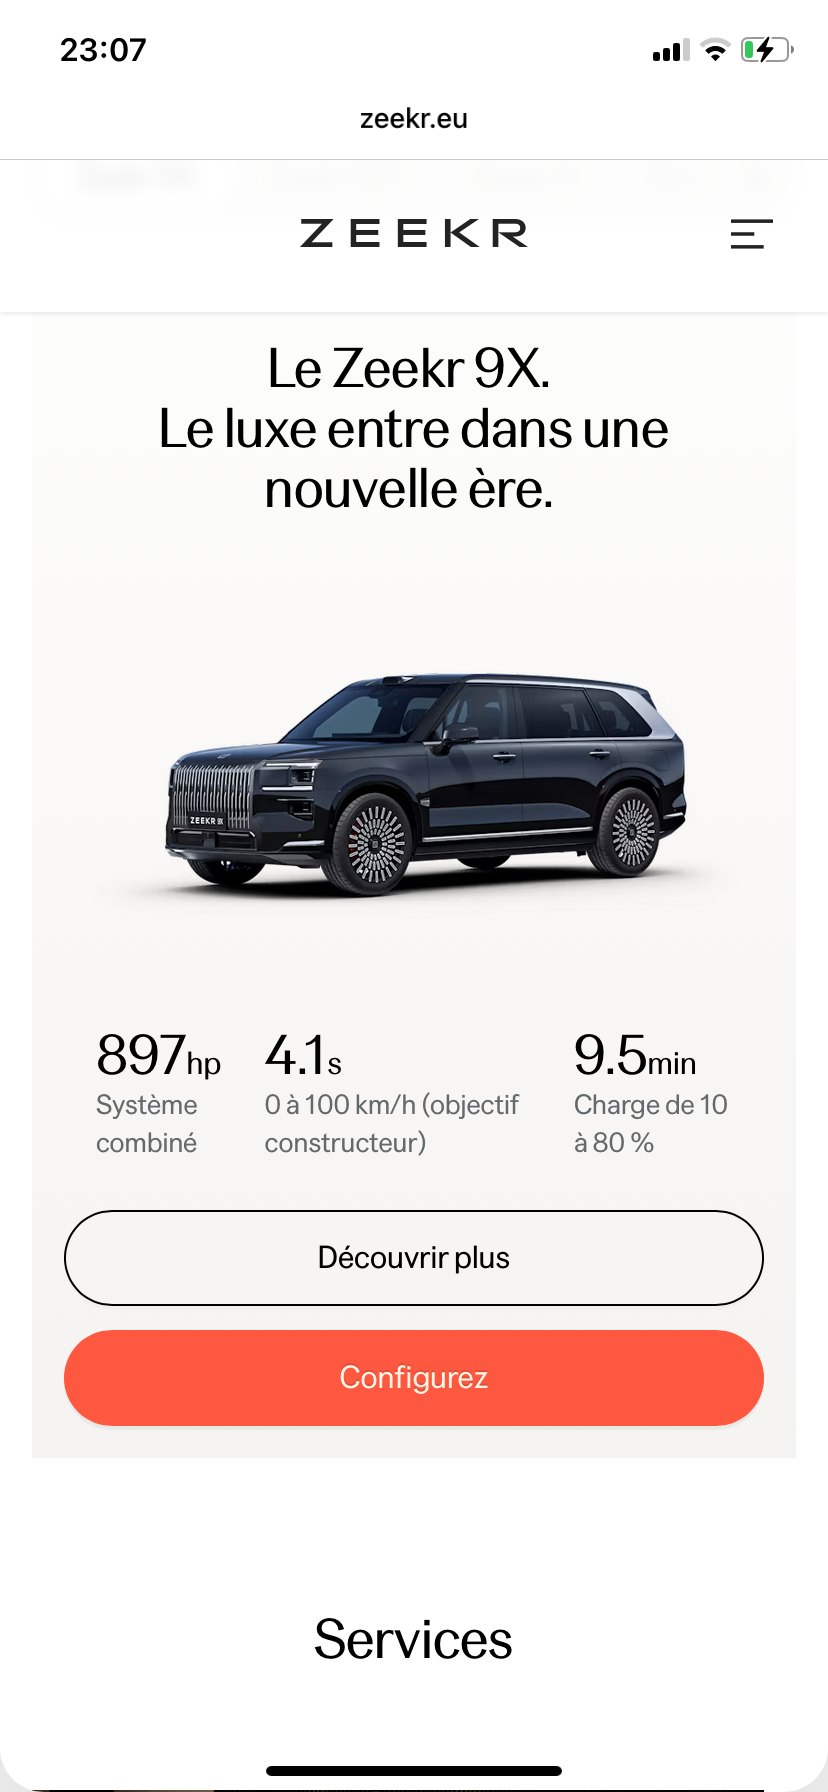 23:07
zeekr.eu
ZEEKR
Le Zeekr 9X.
Le luxe entre dans une
nouvelle ère.
ZEEKR 9X
897hp
Système
combiné
4.1s
0 à 100 km/h (objectif
constructeur)
9.5min
Charge de 10
à 80 %
Découvrir plus
Configurez
Services